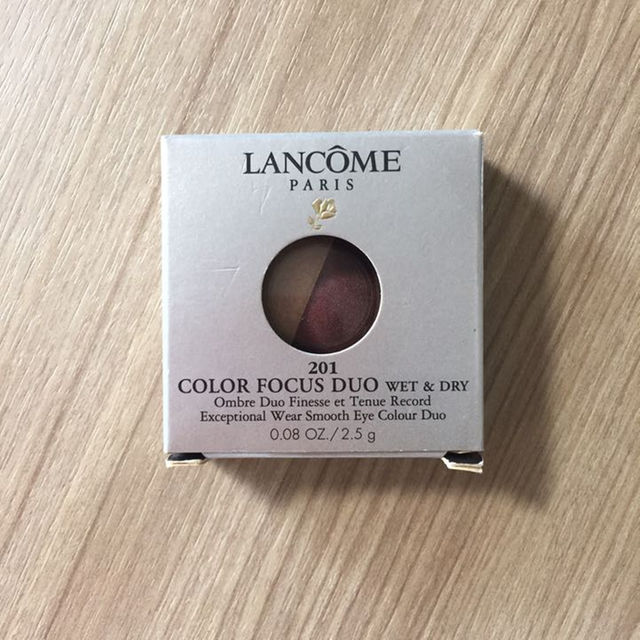 LANCÔME
PARIS
201
COLOR FOCUS DUO WET & DRY
Ombre Duo Finesse et Tenue Record
Exceptional Wear Smooth Eye Colour Duo
0.08 OZ./2.5 g